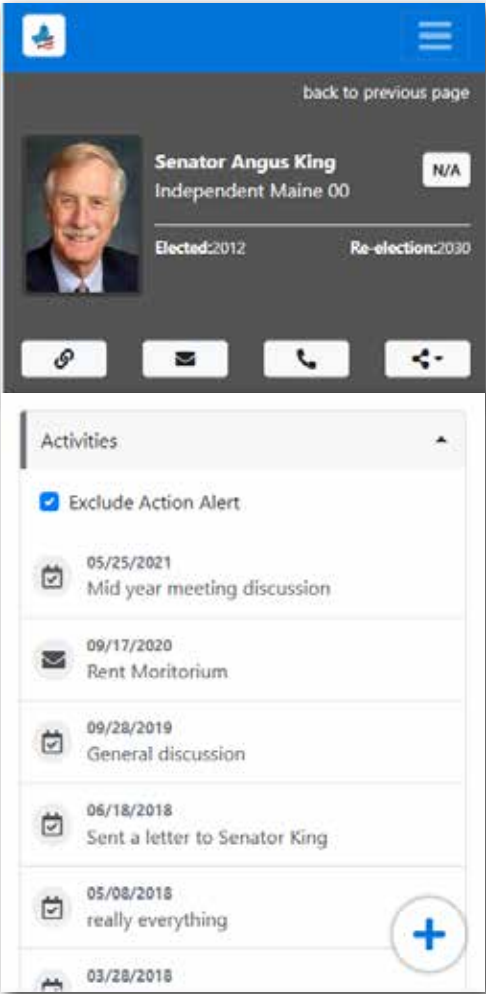 back to previous page
Senator Angus King
N/A
Independent Maine 00
Elected:2012 Re-election:2030
Activities
Exclude Action Alert
05/25/2021
Mid year meeting discussion
09/17/2020
Rent Moritorium
09/28/2019
General discussion
06/18/2018
Sent a letter to Senator King
05/08/2018
really everything
03/28/2018